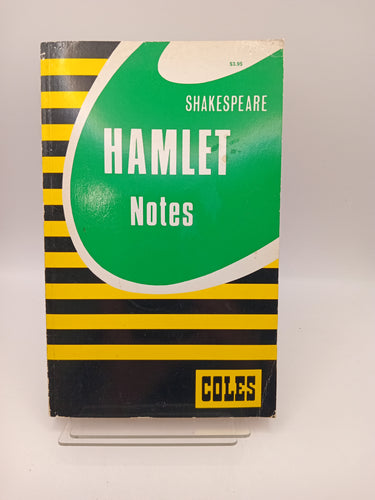 $3.95
SHAKESPEARE
HAMLET
Notes
COLES